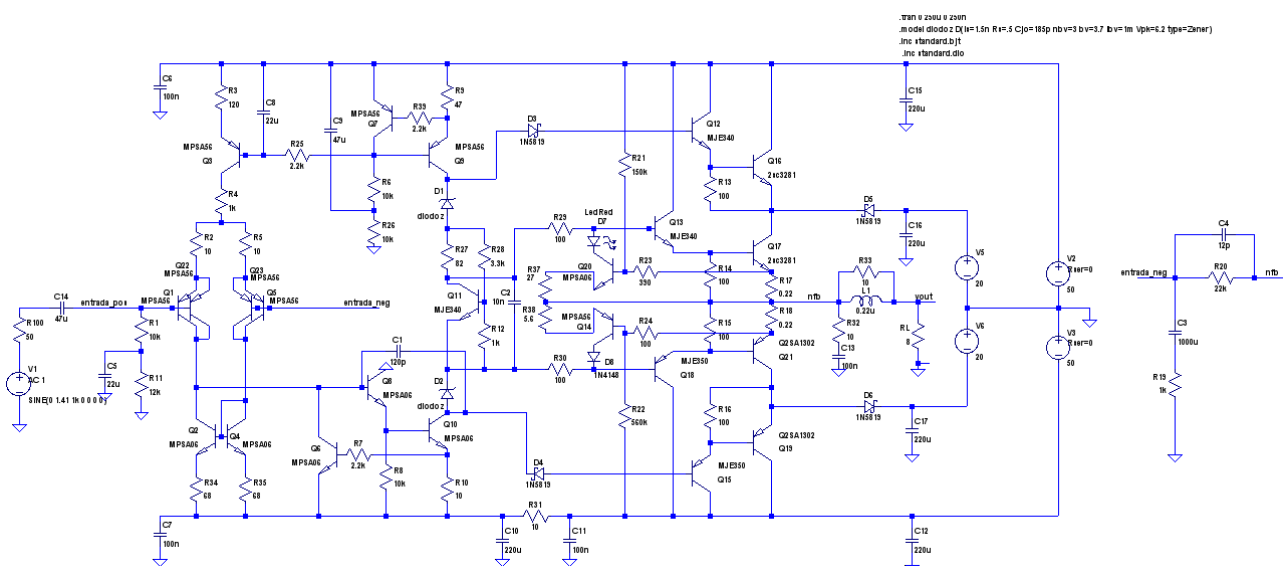 .tran 0 250u 0 250n
.model diodoz D(Is=1.5n Rs=.5 Cjo=185p nbv=3 bv=3.7 Ibv=1m Vpk=6.2 type=Zener)
.inc standard.bjt
.inc standard.dio
C6
100n
R3
120
C8
22u
C9
47u
MPSA56
Q7
R39
2.2k
R9
47
MPSA56
Q9
D3
1N5819
Q12
MJE340
C15
220u
MPSA56
Q3
R25
2.2k
R6
10k
R26
10k
R4
1k
D1
diodoz
R21
150k
R13
100
Q16
2sc3281
R2
10
R5
10
R27
82
R28
3.3k
R29
100
Led Red
D7
Q13
MJE340
D5
1N5819
C16
220u
V5
20
V2
Rser=0
50
C4
12p
R20
22k
entrada_neg
nfb
Q22
MPSA56
Q23
MPSA56
Q1
MPSA56
Q5
Q20
MPSA06
R23
390
R37
27
R38
5.6
R14
100
Q17
2sc3281
R17
0.22
R18
0.22
nfb
R33
10
L1
0.22u
vout
C14
47u
entrada_pos
entrada_neg
Q11
MJE340
C2
10n
R100
50
R1
10k
C5
22u
R11
12k
R12
1k
MPSA56
Q14
R24
100
R15
100
R32
10
C13
100n
RL
8
V6
20
V3
Rser=0
50
C3
1000u
R19
1k
V1
AC 1
SINE(0 1.41 1k 0 0 0 0)
C1
120p
Q8
MPSA06
D2
diodoz
R30
100
D8
1N4148
MJE350
Q18
Q2SA1302
Q21
D6
1N5819
C17
220u
Q2
MPSA06
Q4
MPSA06
Q6
MPSA06
R7
2.2k
R8
10k
Q10
MPSA06
R10
10
R22
560k
R16
100
Q2SA1302
Q19
MJE350
Q15
D4
1N5819
R34
68
R35
68
C7
100n
R31
10
C10
220u
C11
100n
C12
220u